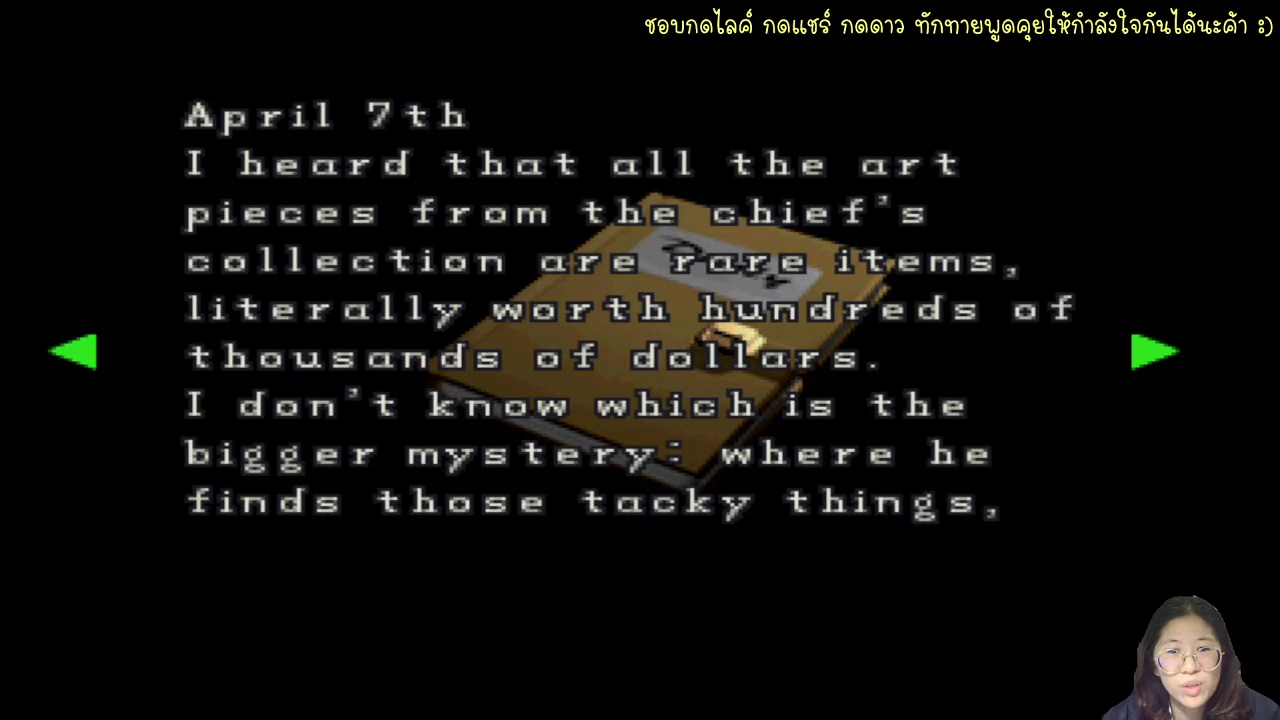 ชอบกดไลค์ กดแชร์ กดดาว ทักทายพูดคุยให้กำลังใจกันได้นะค้า :)
April 7th
I heard that all the art
pieces from the chief's
collection are rare items,
literally worth hundreds of
thousands of dollars.
I don't know which is the
bigger mystery: where he
finds those tacky things,
Diary